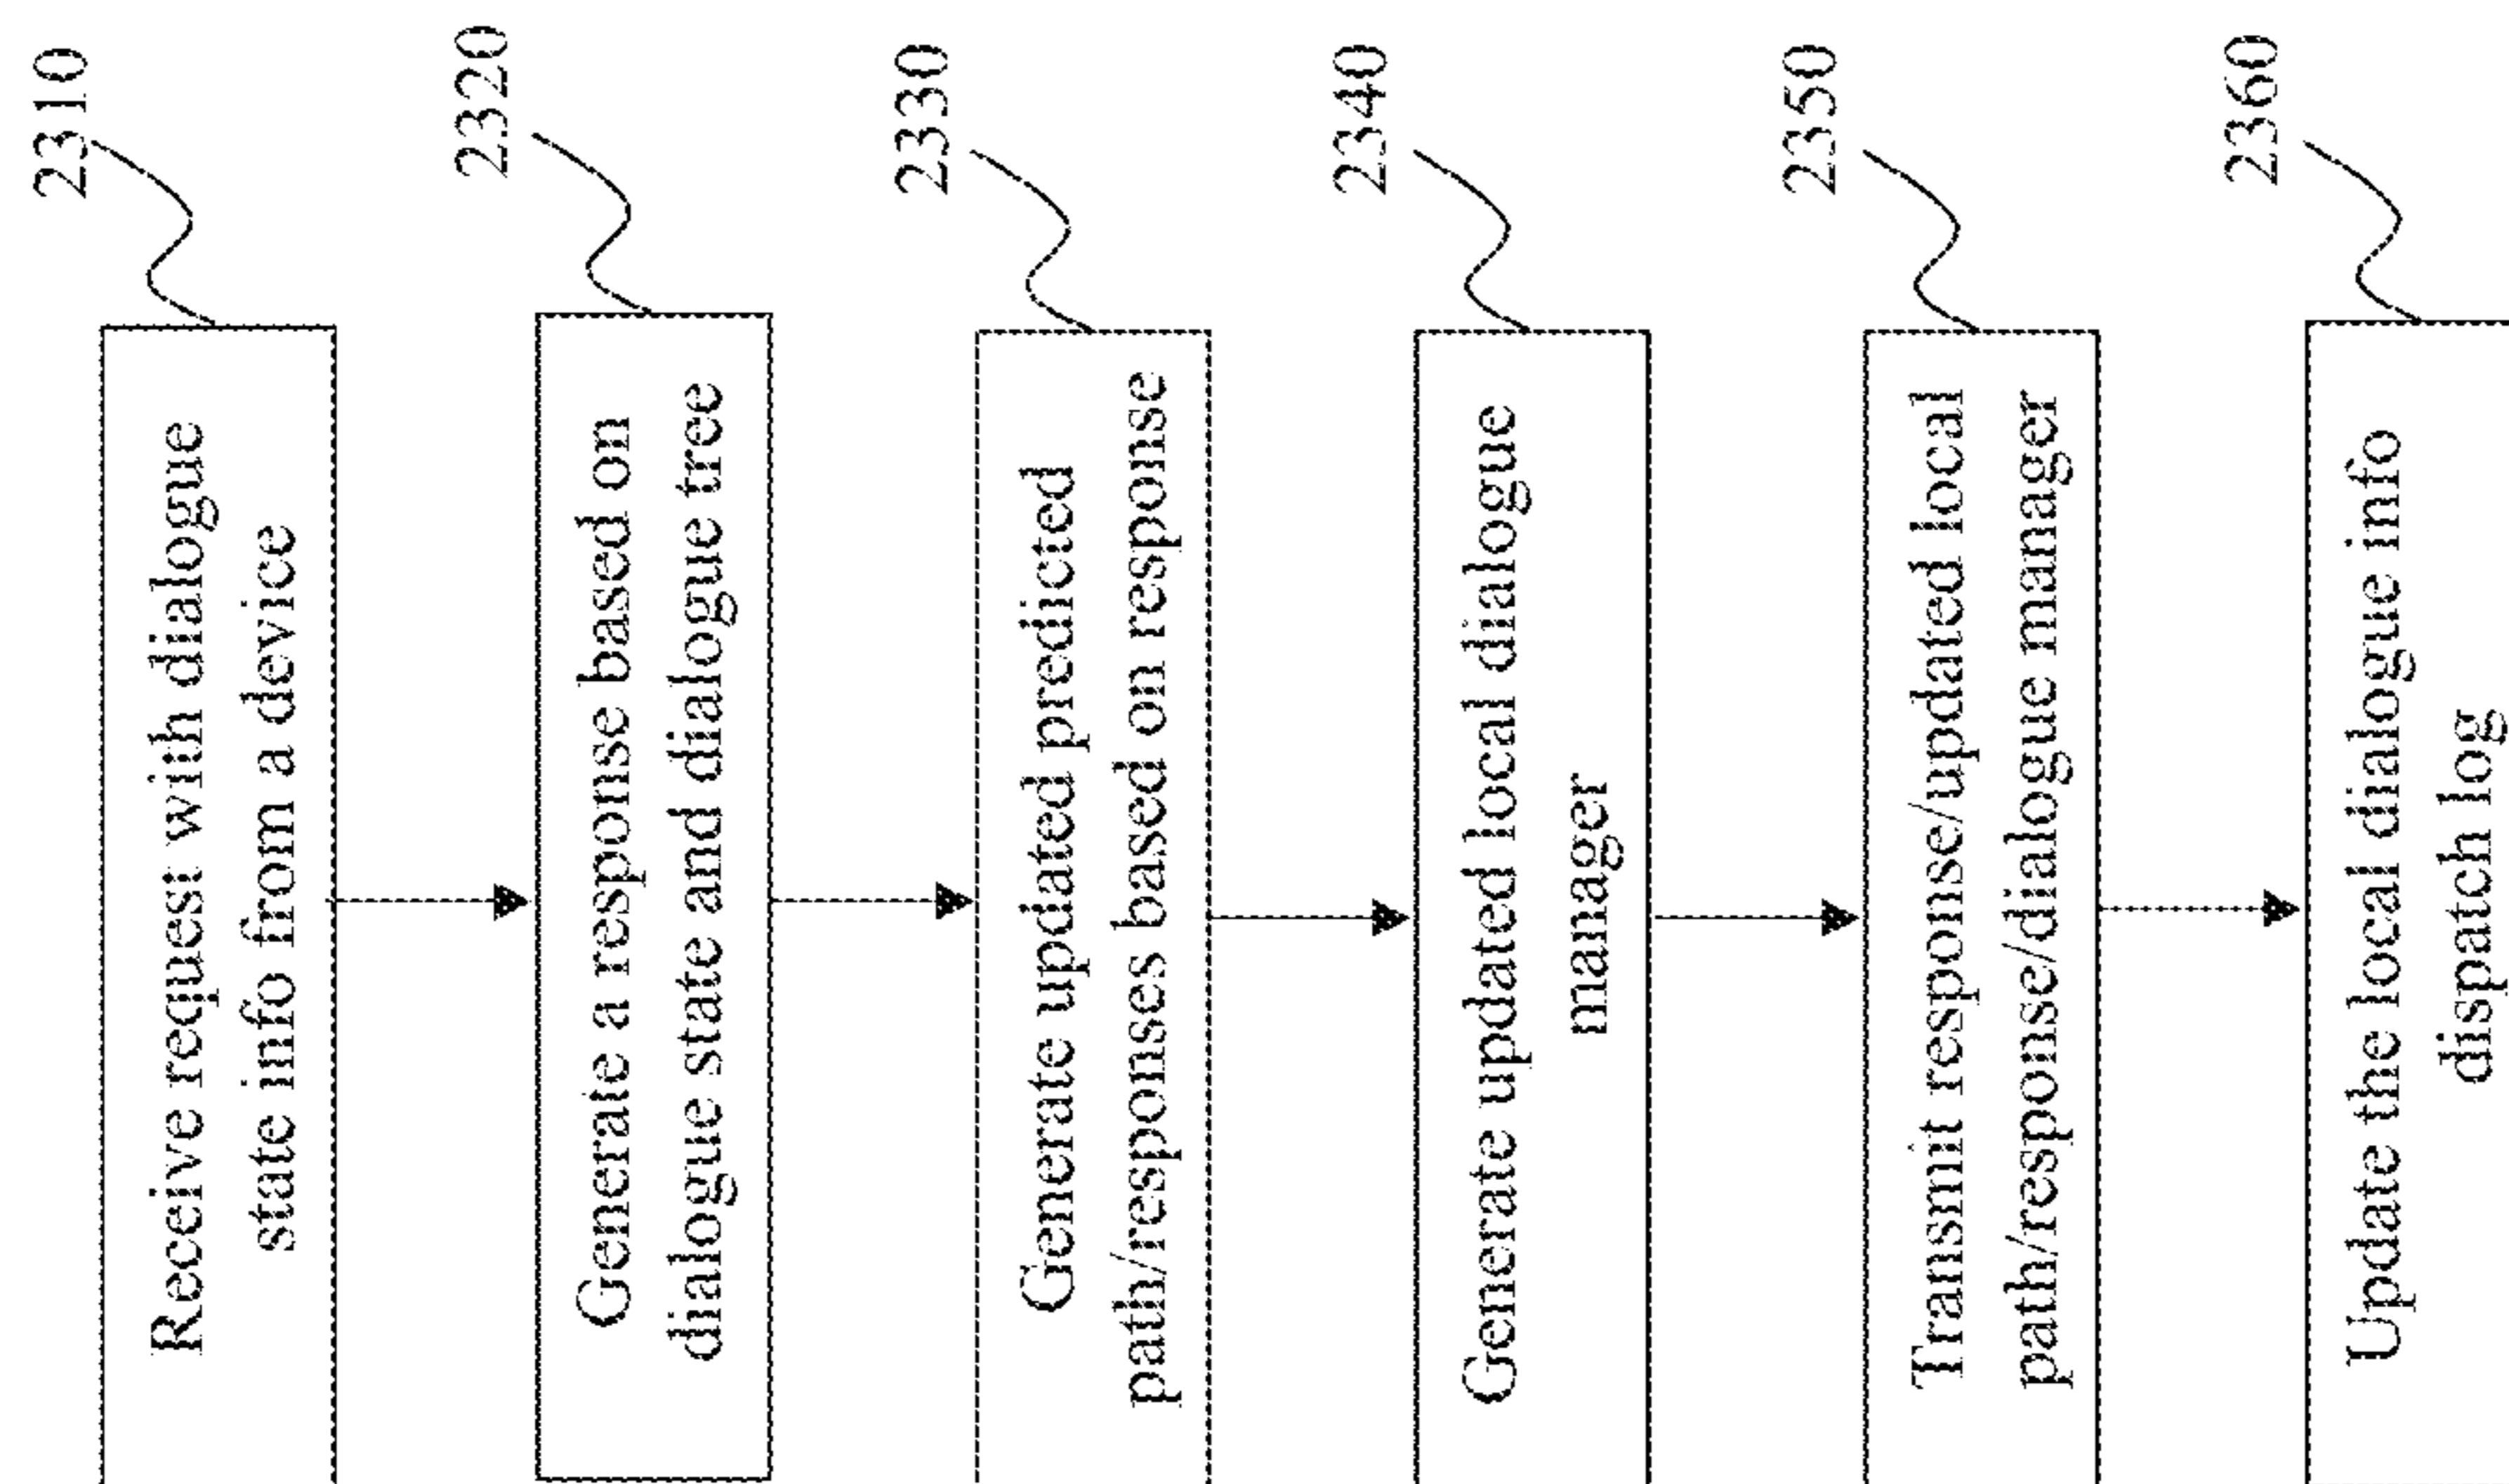 2310
Receive request with dialogue
state info from a device
2320
Generate a response based on
dialogue state and dialogue tree
2330
Generate updated predicted
path/responses based on response
2340
Generate updated local dialogue
manager
2350
Transmit response/updated local
path/response/dialogue manager
2360
Update the local dialogue info
dispatch log